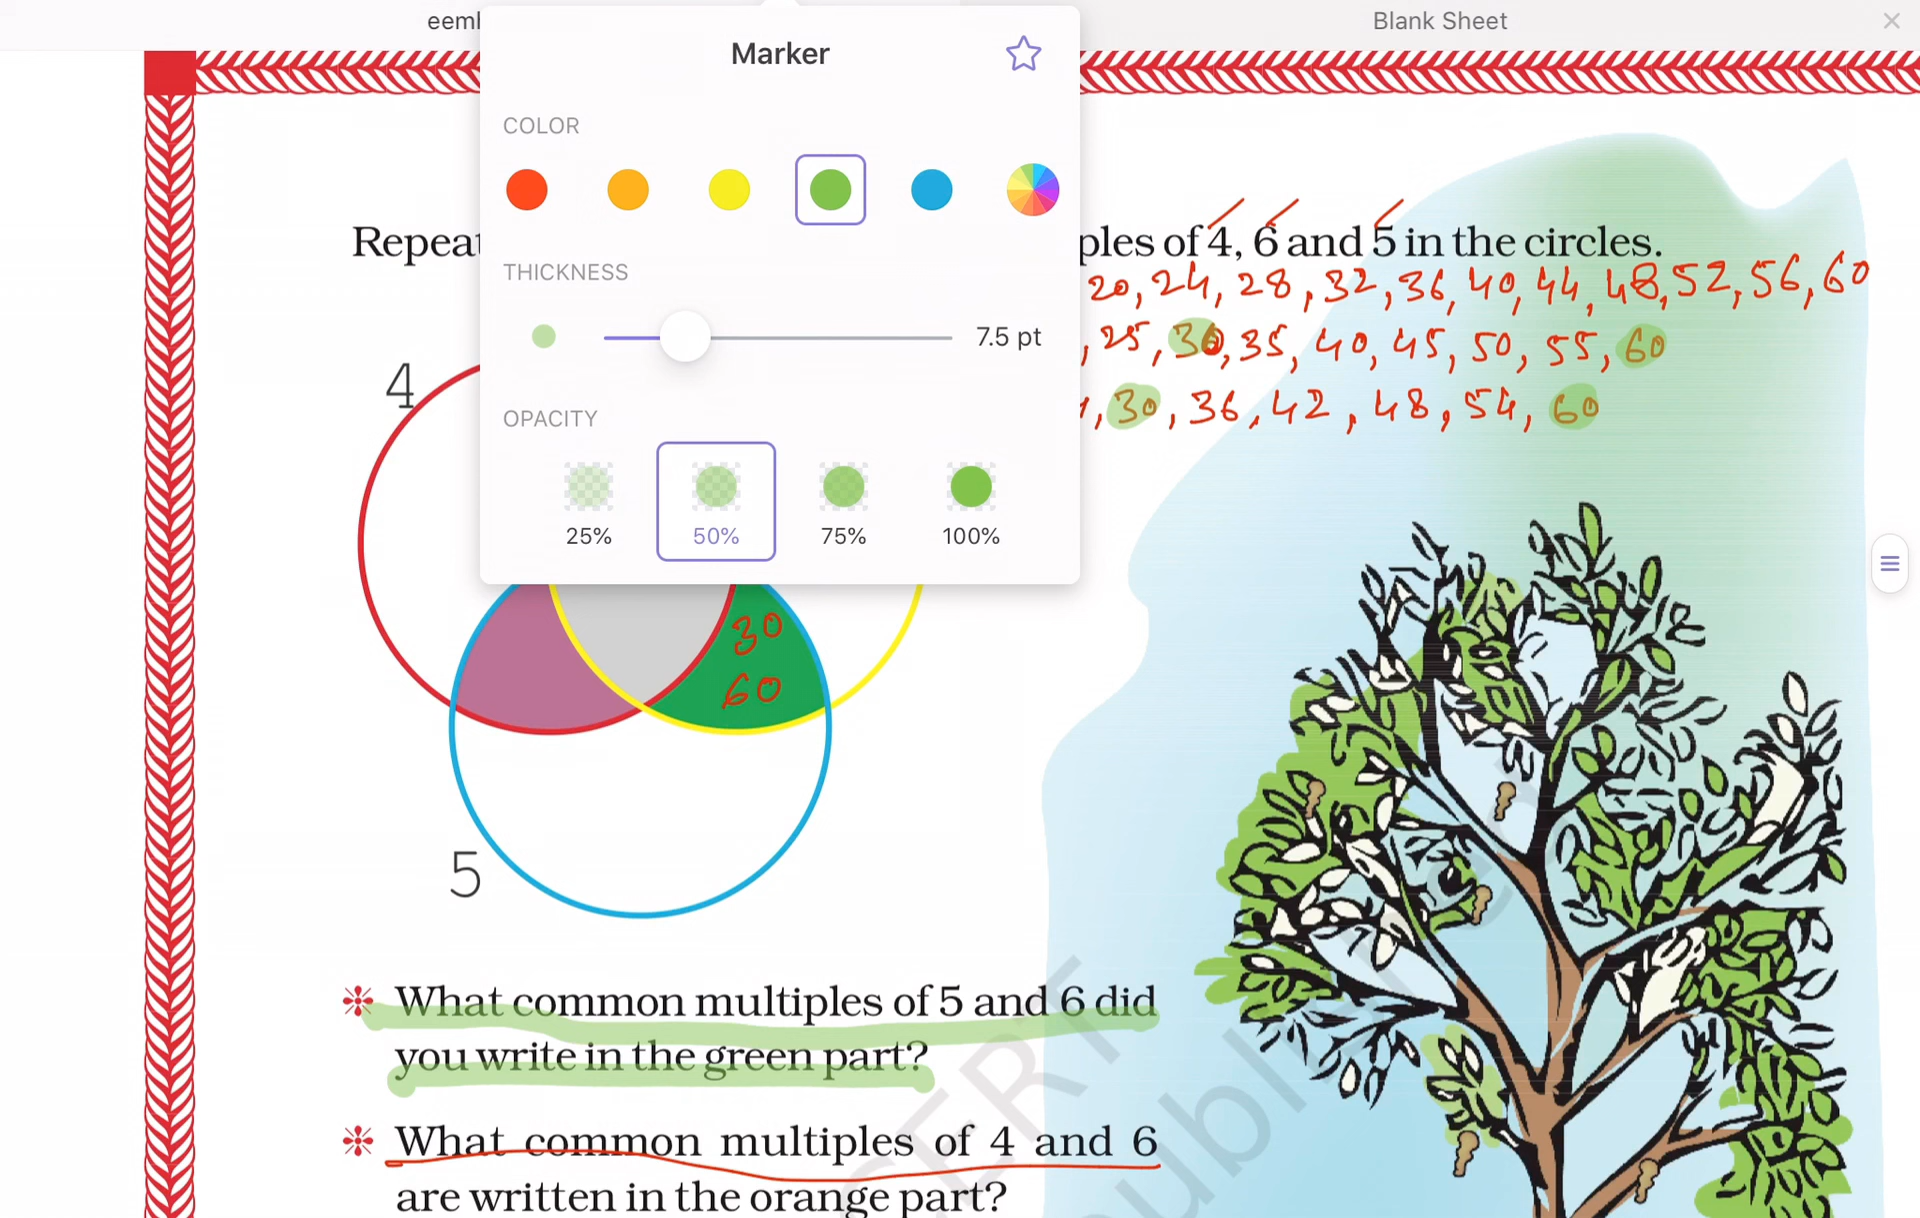 eeml
Blank Sheet
Marker
COLOR
THICKNESS
7.5 pt
OPACITY
25% 50% 75% 100%
Repeat ples of 4, 6 and 5 in the circles.
20, 24, 28, 32, 36, 40, 44, 48, 52, 56, 60
, 25, 30, 35, 40, 45, 50, 55, 60
, 30, 36, 42, 48, 54, 60
4
30
60
5
What common multiples of 5 and 6 did
you write in the green part?
What common multiples of 4 and 6
are written in the orange part?